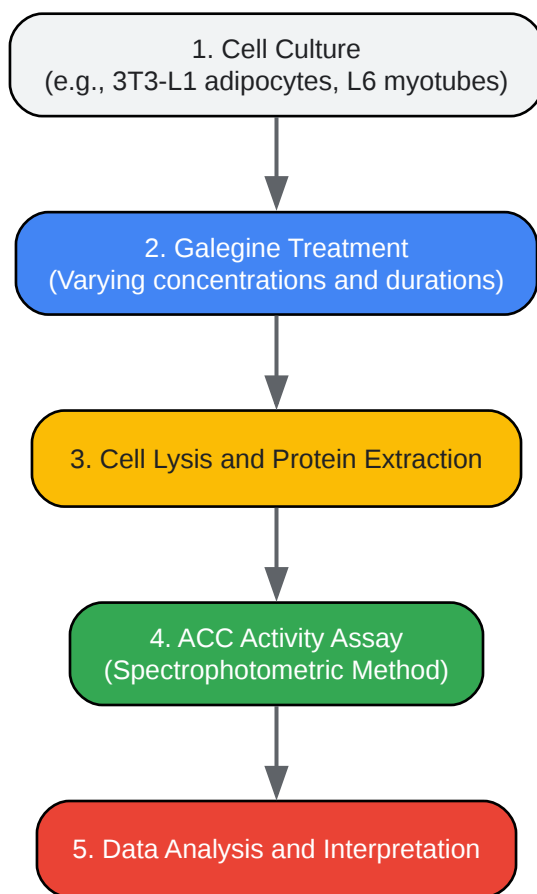 1. Cell Culture
(e.g., 3T3-L1 adipocytes, L6 myotubes)
2. Galegine Treatment
(Varying concentrations and durations)
3. Cell Lysis and Protein Extraction
4. ACC Activity Assay
(Spectrophotometric Method)
5. Data Analysis and Interpretation